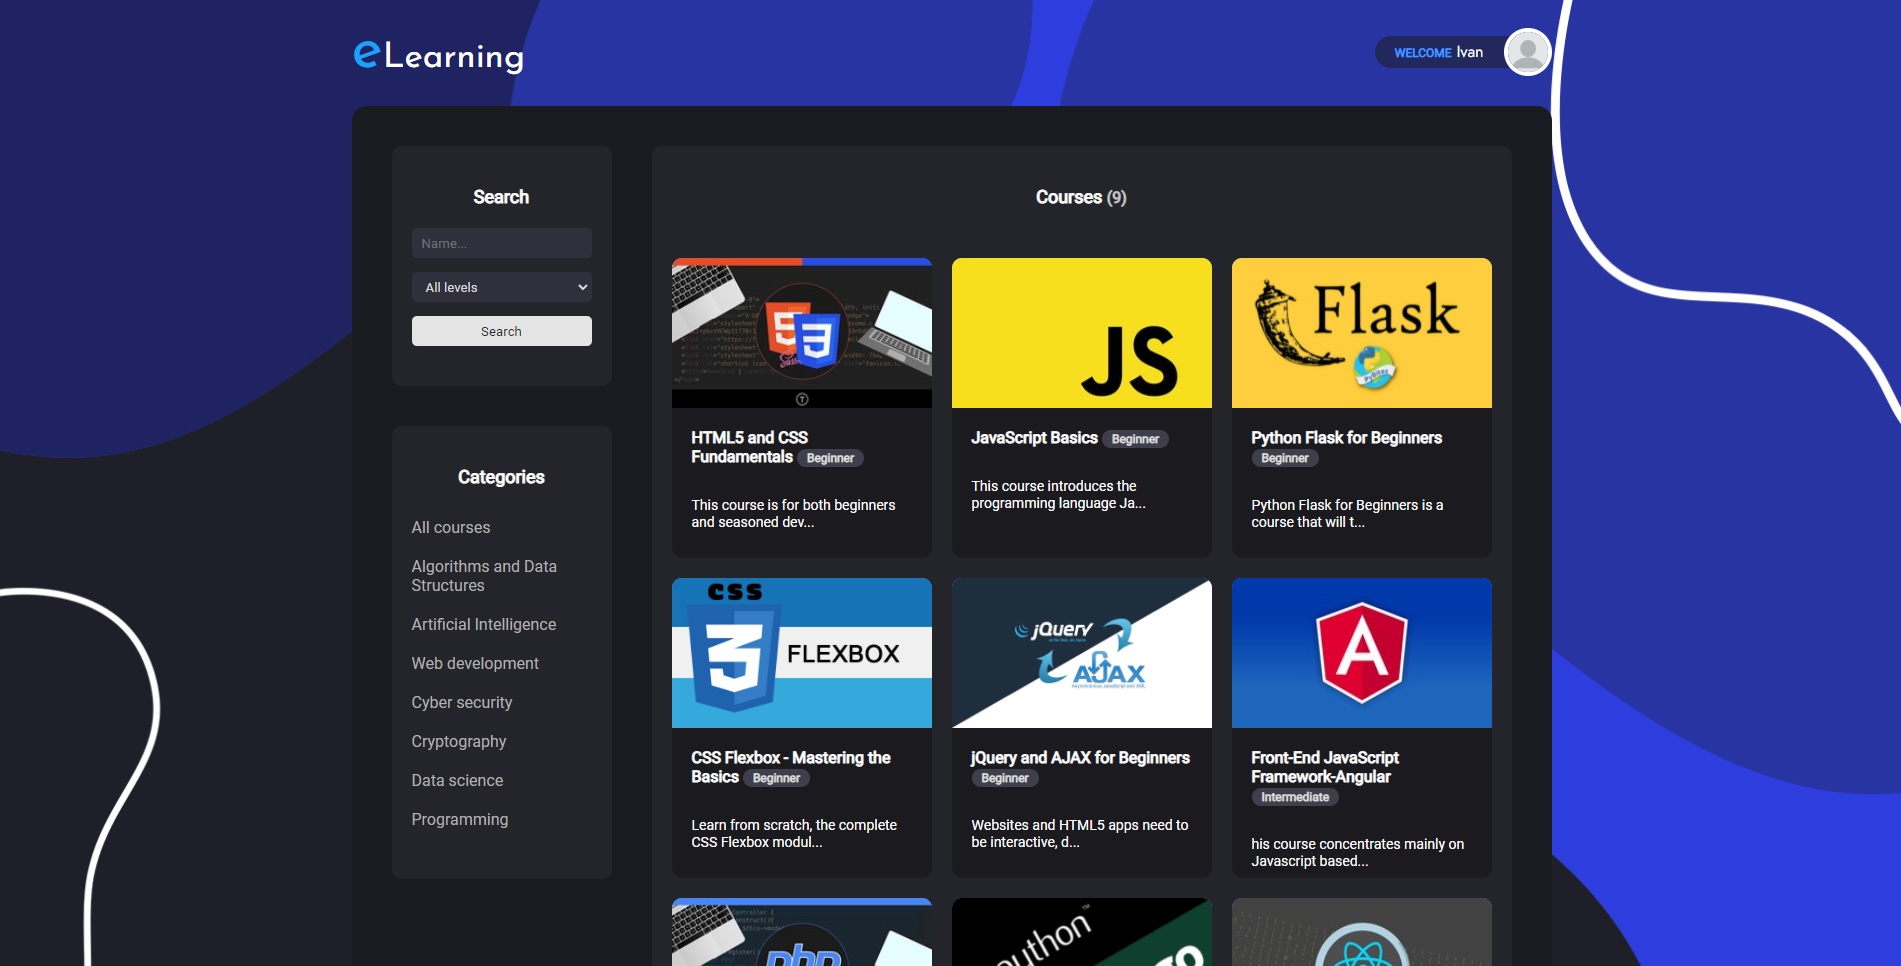 eLearning
WELCOME Ivan
Search
Name...
All levels
Search
Categories
All courses
Algorithms and Data
Structures
Artificial Intelligence
Web development
Cyber security
Cryptography
Data science
Programming
Courses (9)
HTML5 and CSS
Fundamentals Beginner
This course is for both beginners
and seasoned dev...
JS
JavaScript Basics Beginner
This course introduces the
programming language Ja...
Flask
PyBites
Python Flask for Beginners
Beginner
Python Flask for Beginners is a
course that will t...
CSS
FLEXBOX
CSS Flexbox - Mastering the
Basics Beginner
Learn from scratch, the complete
CSS Flexbox modul...
jQuery
AJAX
Asynchronous JavaScript and XML
jQuery and AJAX for Beginners
Beginner
Websites and HTML5 apps need to
be interactive, d...
Front-End JavaScript
Framework-Angular
Intermediate
his course concentrates mainly on
Javascript based...
php